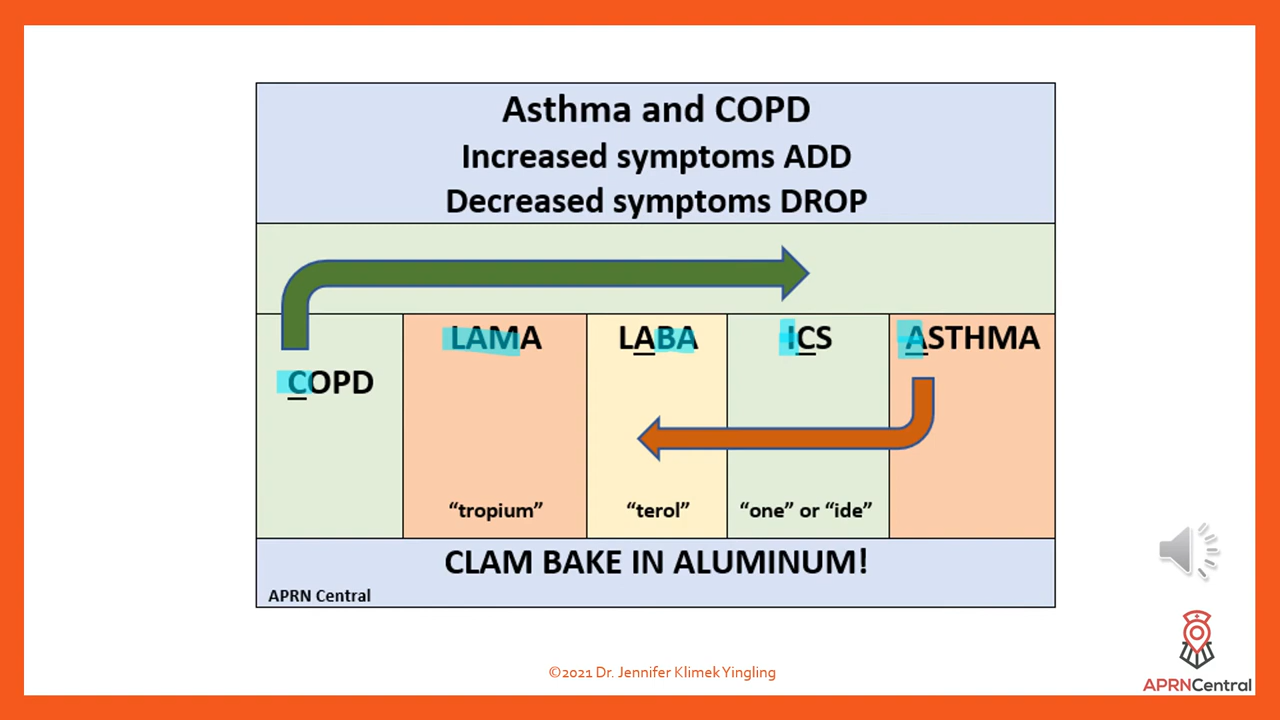 Asthma and COPD
Increased symptoms ADD
Decreased symptoms DROP
COPD
LAMA
LABA
ICS
ASTHMA
“tropium”
“terol”
“one” or “ide”
CLAM BAKE IN ALUMINUM!
APRN Central
©2021 Dr. Jennifer Klimek Yingling
APRNCentral